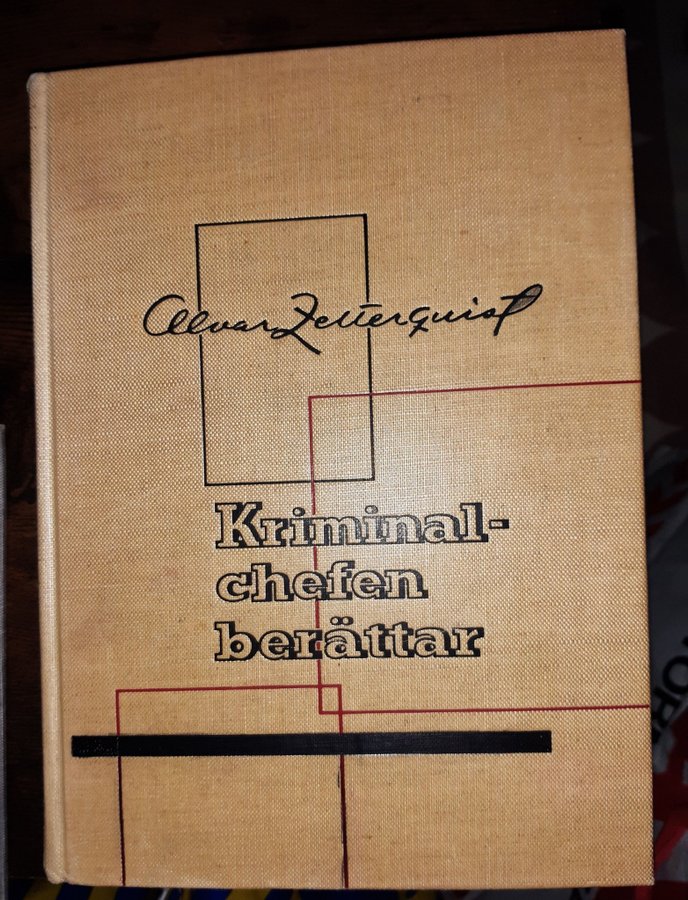 Alvar Zetterquist
Kriminal-
chefen
berättar